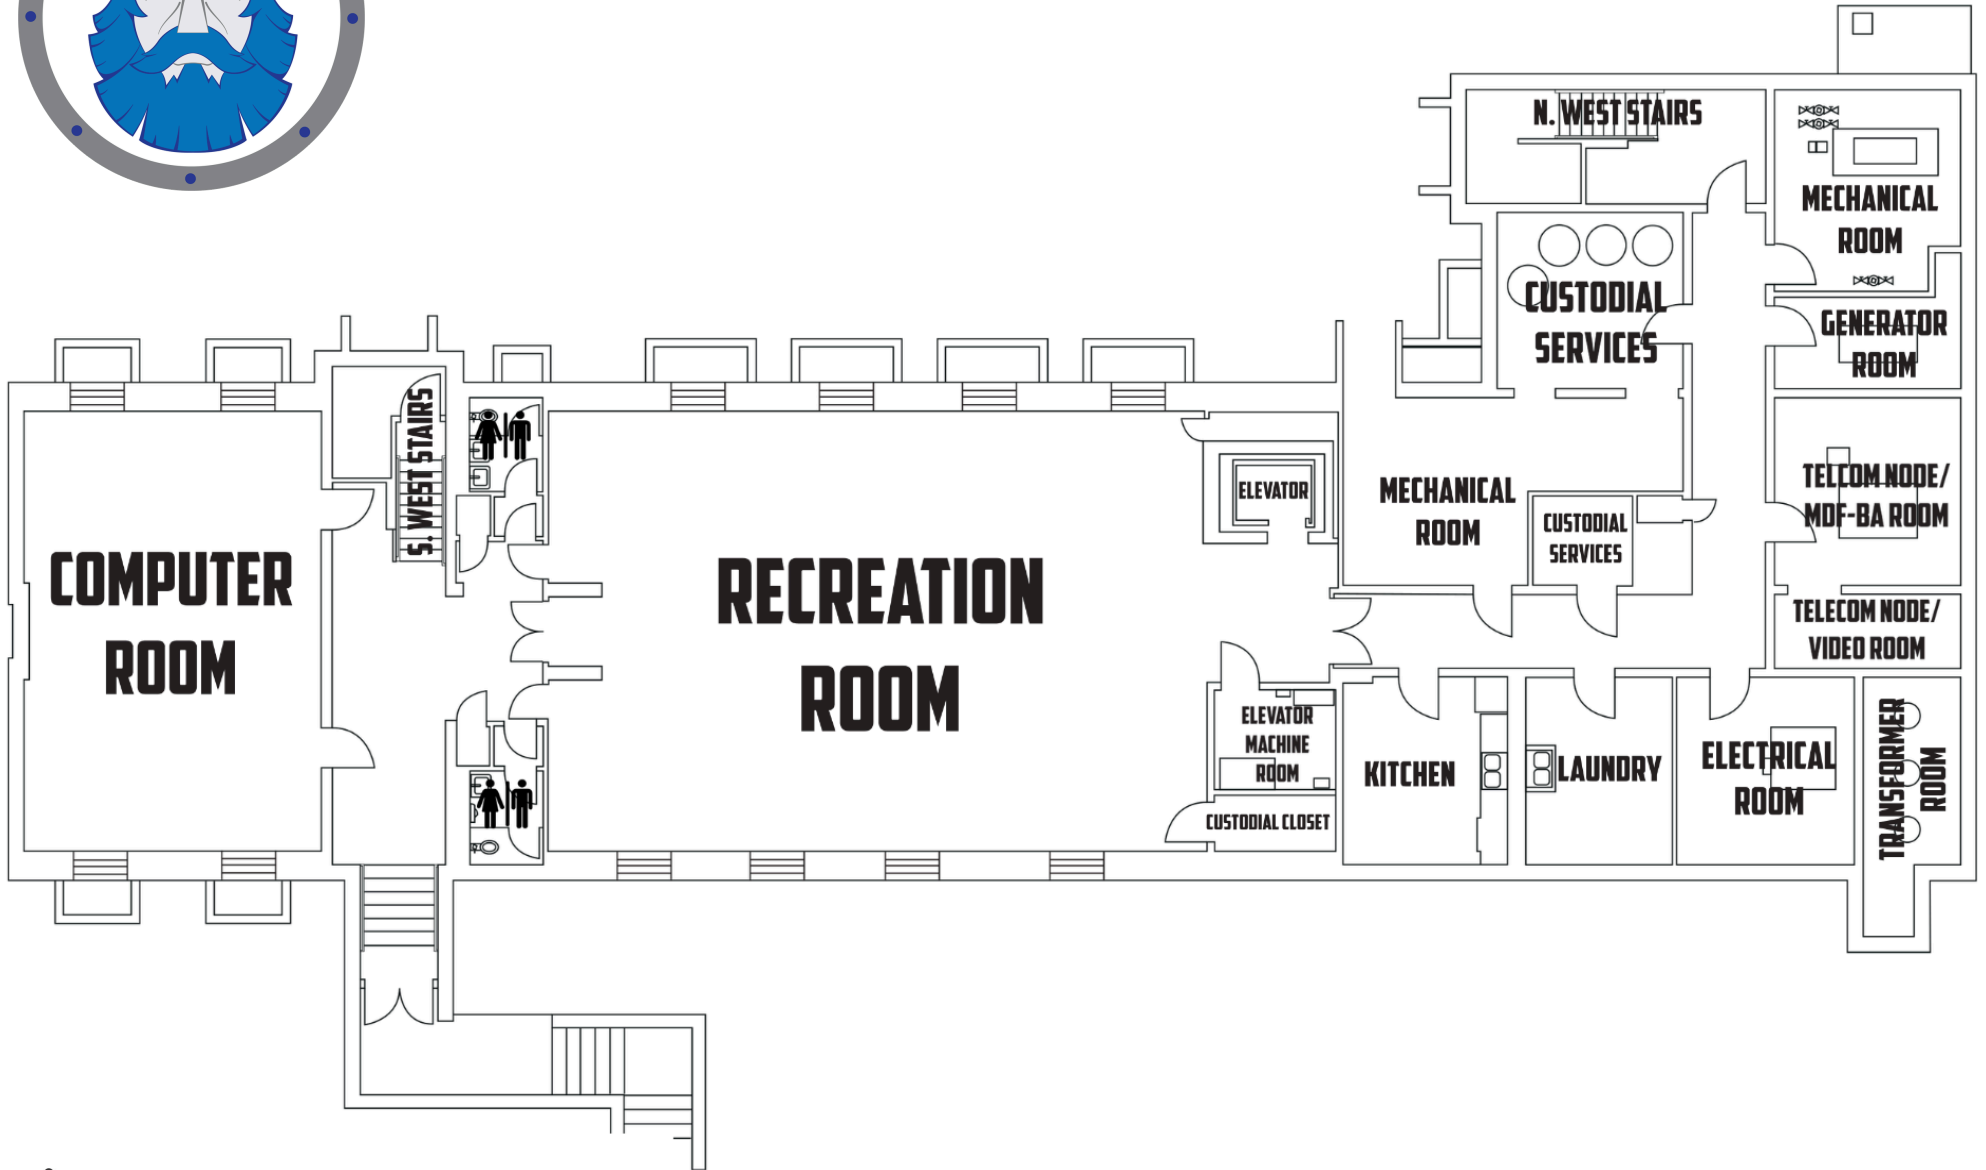 N. WEST STAIRS
MECHANICAL
ROOM
CUSTODIAL
SERVICES
GENERATOR
ROOM
S. WEST STAIRS
ELEVATOR
MECHANICAL
ROOM
CUSTODIAL
SERVICES
TELCOM NODE/
MDF-BA ROOM
COMPUTER
ROOM
RECREATION
ROOM
TELECOM NODE/
VIDEO ROOM
ELEVATOR
MACHINE
ROOM
CUSTODIAL CLOSET
KITCHEN
LAUNDRY
ELECTRICAL
ROOM
TRANSFORMER
ROOM